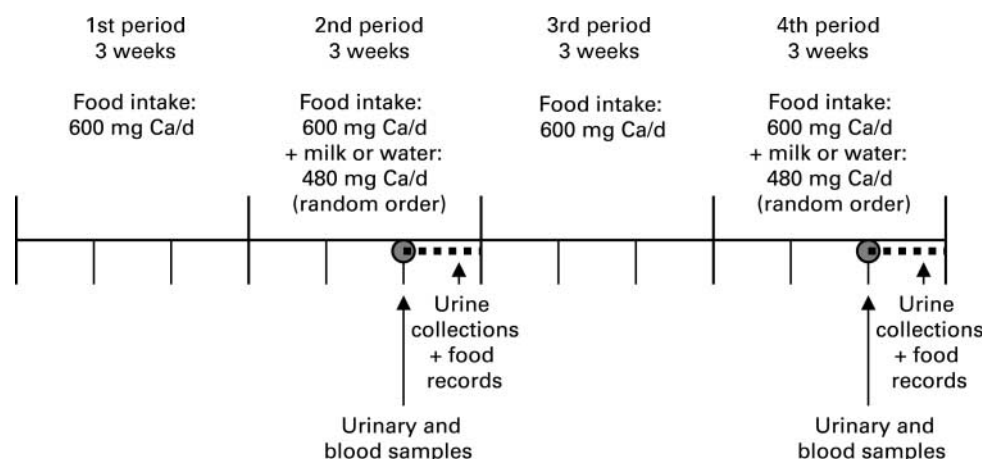 1st period
3 weeks
2nd period
3 weeks
3rd period
3 weeks
4th period
3 weeks
Food intake:
600 mg Ca/d
Food intake:
600 mg Ca/d
+ milk or water:
480 mg Ca/d
(random order)
Food intake:
600 mg Ca/d
Food intake:
600 mg Ca/d
+ milk or water:
480 mg Ca/d
(random order)
Urine
collections
+ food
records
Urinary and
blood samples
Urine
collections
+ food
records
Urinary and
blood samples